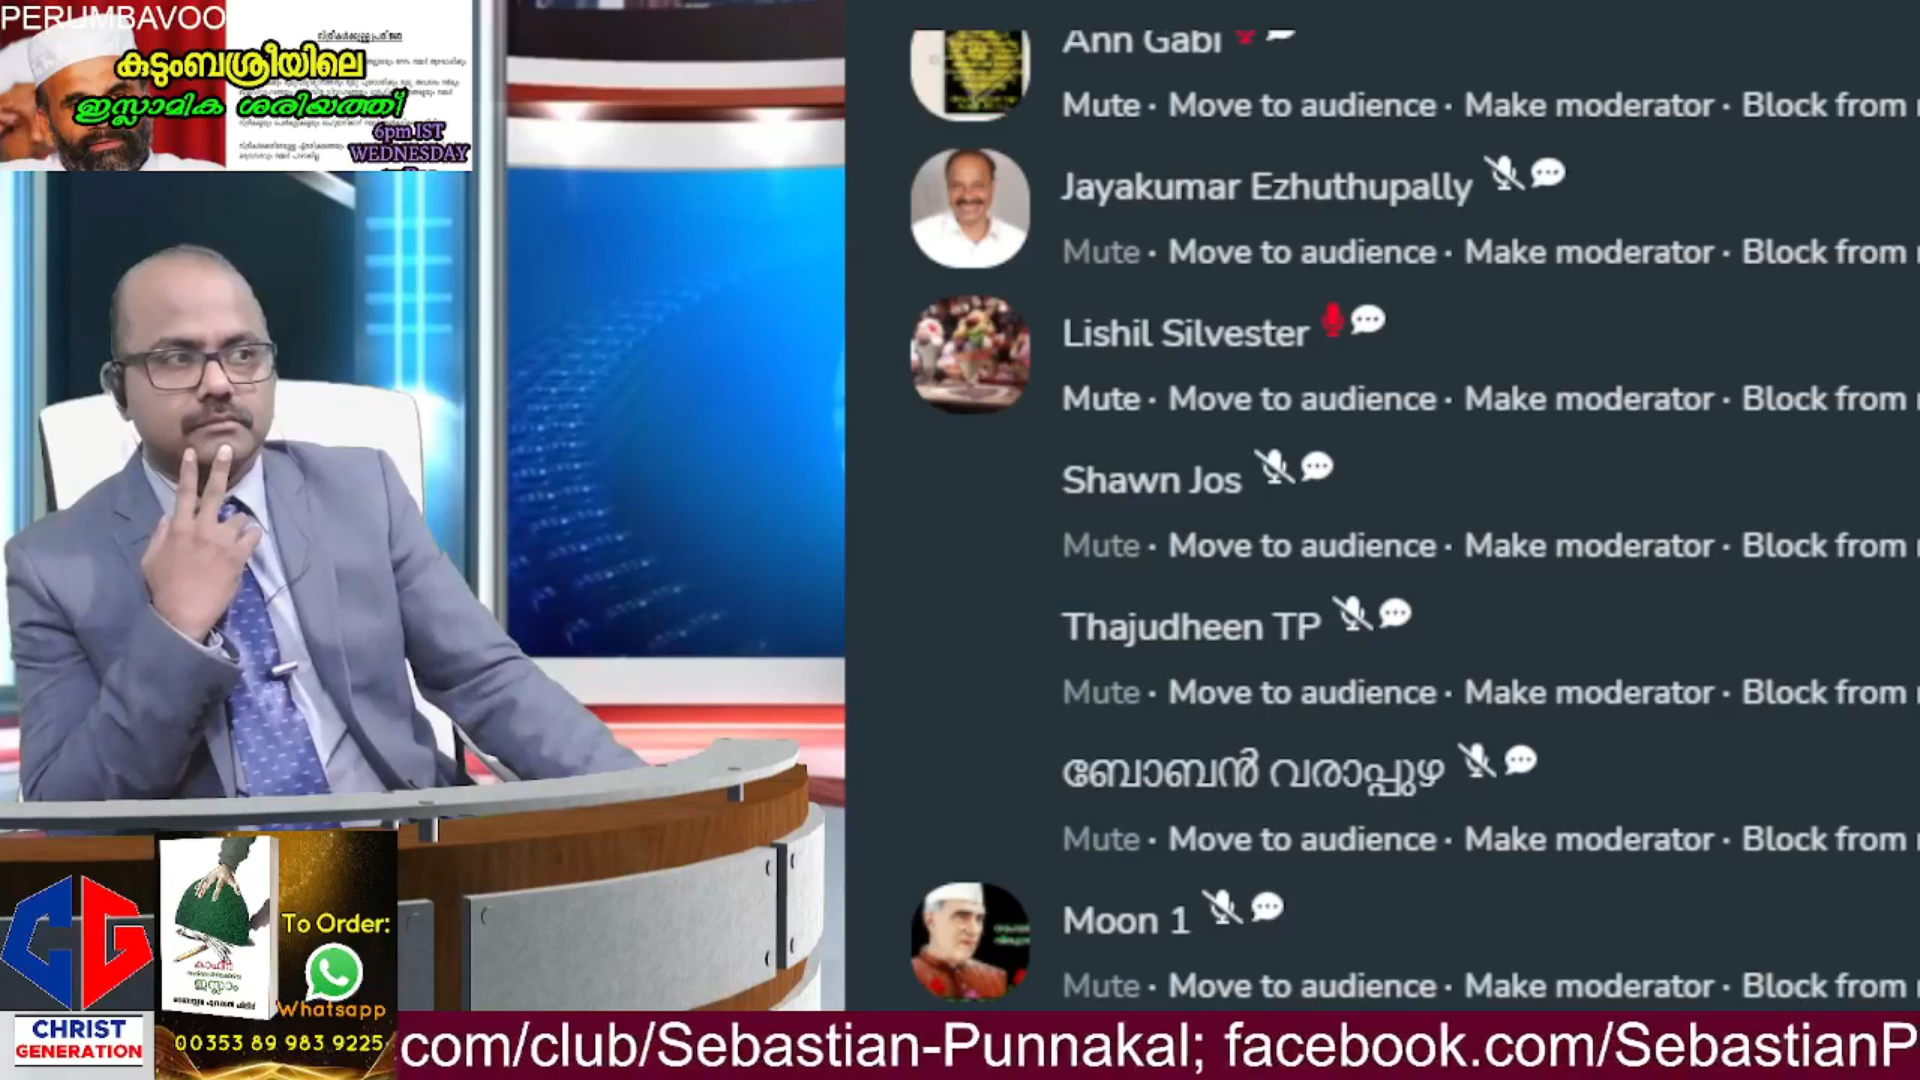 PERUMBAVOO
കുടുംബശ്രീയിലെ
ഇസ്ലാമിക ശരിയത്ത്
6pm IST
WEDNESDAY
Ann Gabi
Mute · Move to audience · Make moderator · Block from
Jayakumar Ezhuthupally
Mute · Move to audience · Make moderator · Block from
Lishil Silvester
Mute · Move to audience · Make moderator · Block from
Shawn Jos
Mute · Move to audience · Make moderator · Block from
Thajudheen TP
Mute · Move to audience · Make moderator · Block from
ബോബൻ വരാപ്പുഴ
Mute · Move to audience · Make moderator · Block from
Moon 1
Mute · Move to audience · Make moderator · Block from
CG
CHRIST
GENERATION
ഇസ്ലാം
To Order:
Whatsapp
00353 89 983 9225
com/club/Sebastian-Punnakal; facebook.com/SebastianP